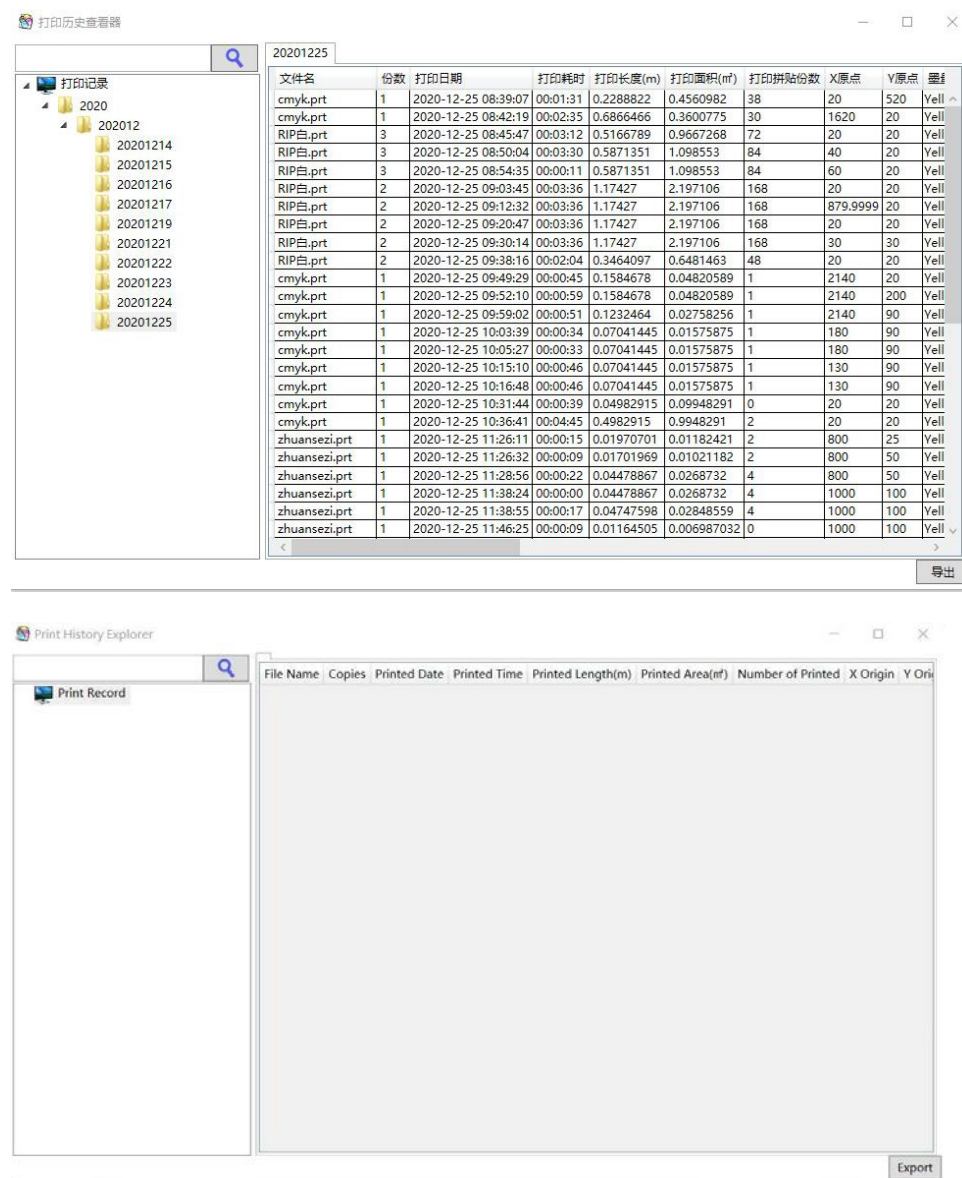 打印历史查看器
20201225
打印记录
2020
202012
20201214
20201215
20201216
20201217
20201219
20201221
20201222
20201223
20201224
20201225
文件名 份数 打印日期 打印耗时 打印长度(m) 打印面积(㎡) 打印拼贴份数 X原点 Y原点
cmyk.prt 1 2020-12-25 08:39:07 00:01:31 0.2288822 0.4560982 38 20 520 Yell
cmyk.prt 1 2020-12-25 08:42:19 00:02:35 0.6866466 0.3600775 30 1620 20 Yell
RIP白.prt 3 2020-12-25 08:45:47 00:03:12 0.5166789 0.9667268 72 20 20 Yell
RIP白.prt 3 2020-12-25 08:50:04 00:03:30 0.5871351 1.098553 84 40 20 Yell
RIP白.prt 3 2020-12-25 08:54:35 00:00:11 0.5871351 1.098553 84 60 20 Yell
RIP白.prt 2 2020-12-25 09:03:45 00:03:36 1.17427 2.197106 168 20 20 Yell
RIP白.prt 2 2020-12-25 09:12:32 00:03:36 1.17427 2.197106 168 879.9999 20 Yell
RIP白.prt 2 2020-12-25 09:20:47 00:03:36 1.17427 2.197106 168 20 20 Yell
RIP白.prt 2 2020-12-25 09:30:14 00:03:36 1.17427 2.197106 168 30 30 Yell
RIP白.prt 2 2020-12-25 09:38:16 00:02:04 0.3464097 0.6481463 48 20 20 Yell
cmyk.prt 1 2020-12-25 09:49:29 00:00:45 0.1584678 0.04820589 1 2140 20 Yell
cmyk.prt 1 2020-12-25 09:52:10 00:00:59 0.1584678 0.04820589 1 2140 200 Yell
cmyk.prt 1 2020-12-25 09:59:02 00:00:51 0.1232464 0.02758256 1 2140 90 Yell
cmyk.prt 1 2020-12-25 10:03:39 00:00:34 0.07041445 0.01575875 1 180 90 Yell
cmyk.prt 1 2020-12-25 10:05:27 00:00:33 0.07041445 0.01575875 1 180 90 Yell
cmyk.prt 1 2020-12-25 10:15:10 00:00:46 0.07041445 0.01575875 1 130 90 Yell
cmyk.prt 1 2020-12-25 10:16:48 00:00:46 0.07041445 0.01575875 1 130 90 Yell
cmyk.prt 1 2020-12-25 10:31:44 00:00:39 0.04982915 0.09948291 0 20 20 Yell
cmyk.prt 1 2020-12-25 10:36:41 00:04:45 0.4982915 0.9948291 2 20 20 Yell
zhuansezi.prt 1 2020-12-25 11:26:11 00:00:15 0.01970701 0.01182421 2 800 25 Yell
zhuansezi.prt 1 2020-12-25 11:26:32 00:00:09 0.01701969 0.01021182 2 800 50 Yell
zhuansezi.prt 1 2020-12-25 11:28:56 00:00:22 0.04478867 0.0268732 4 800 50 Yell
zhuansezi.prt 1 2020-12-25 11:38:24 00:00:00 0.04478867 0.0268732 4 1000 100 Yell
zhuansezi.prt 1 2020-12-25 11:38:55 00:00:17 0.04747598 0.02848559 4 1000 100 Yell
zhuansezi.prt 1 2020-12-25 11:46:25 00:00:09 0.01164505 0.006987032 0 1000 100 Yell
导出
Print History Explorer
Print Record
File Name Copies Printed Date Printed Time Printed Length(m) Printed Area(㎡) Number of Printed X Origin Y Ori
Export